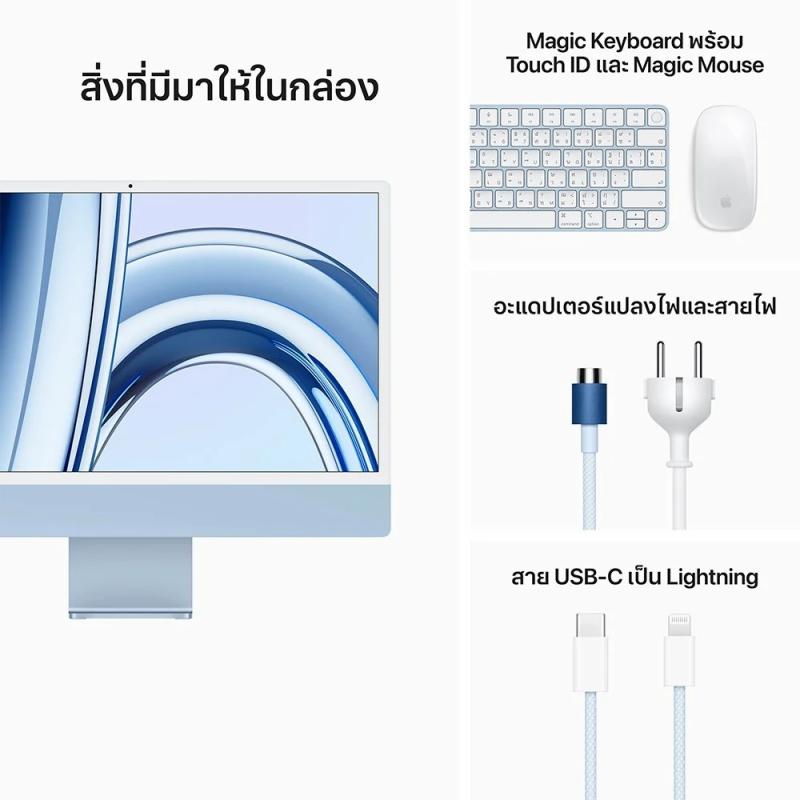 สิ่งที่มีมาให้ในกล่อง
Magic Keyboard พร้อม
Touch ID และ Magic Mouse
command
option
อะแดปเตอร์แปลงไฟและสายไฟ
สาย USB-C เป็น Lightning